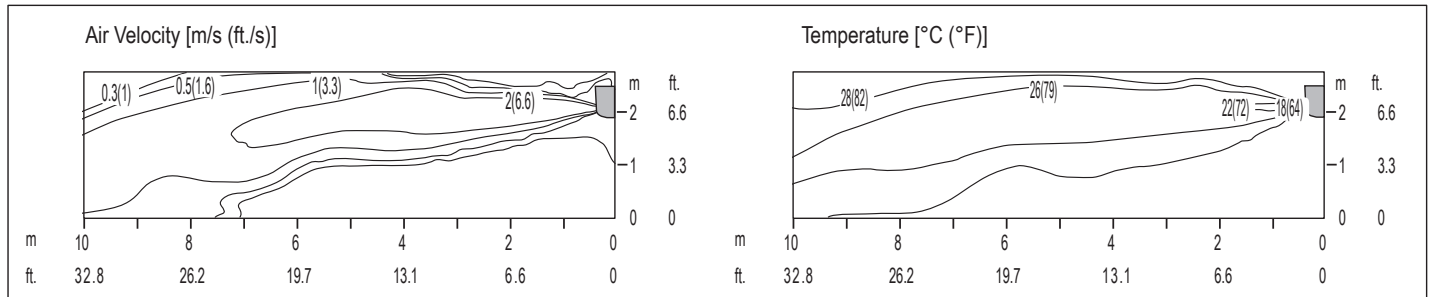 Air Velocity [m/s (ft./s)]
0.3(1)
0.5(1.6)
1(3.3)
2(6.6)
m ft.
2 6.6
1 3.3
0 0
m 10 8 6 4 2 0
ft. 32.8 26.2 19.7 13.1 6.6 0
Temperature [°C (°F)]
28(82)
26(79)
22(72)
18(64)
m ft.
2 6.6
1 3.3
0 0
m 10 8 6 4 2 0
ft. 32.8 26.2 19.7 13.1 6.6 0